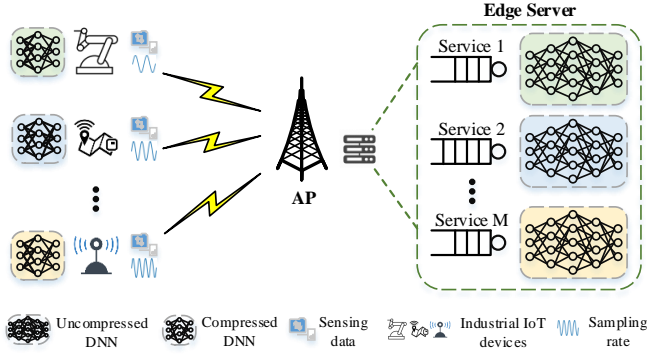 Edge Server
Service 1
Service 2
AP
Service M
Uncompressed DNN
Compressed DNN
Sensing data
Industrial IoT devices
Sampling rate